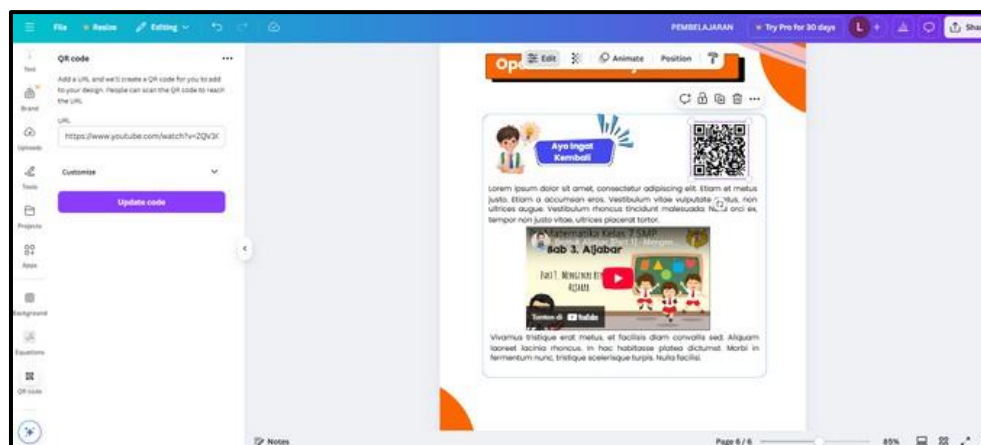 File
Resize
Editing
PEMBELAJARAN
Try Pro for 30 days
L
Share
Text
Brand
Uploads
Tools
Projects
Apps
Background
Equations
QR code
QR code
Add a URL and we'll create a QR code for you to add
to your design. People can scan the QR code to reach
the URL
URL
https://www.youtube.com/watch?v=ZQV3
Customize
Update code
Edit
Animate
Position
Ayo Ingat
Kembali
Lorem ipsum dolor sit amet, consectetur adipiscing elit. Etiam et metus
justo. Etiam a accumsan eros. Vestibulum vitae vulputate non
ultrices augue. Vestibulum rhoncus tincidunt malesuada. orci ex,
tempor non justo vitae, ultrices placerat tortor.
Matematika Kelas 7 SMP
Bab 3. Aljabar
Part 1
Aljabar
Tonton di YouTube
Vivamus tristique erat metus, et facilisis diam convallis sed. Aliquam
laoreet lacinia rhoncus. In hac habitasse platea dictumst. Morbi in
fermentum nunc, tristique scelerisque turpis. Nulla facilisi.
Notes
Page 6 / 6
85%